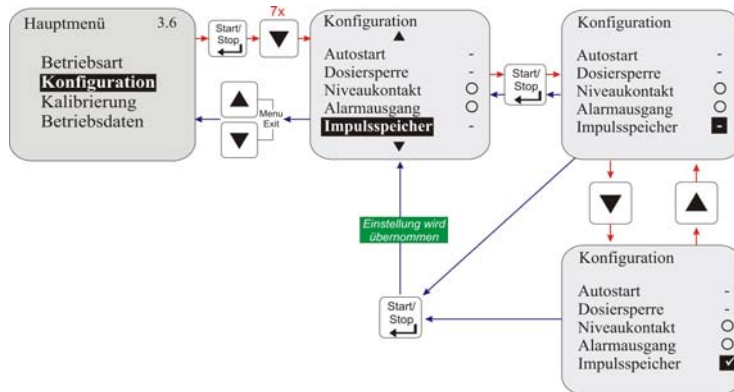 Hauptmenü 3.6
Betriebsart
Konfiguration
Kalibrierung
Betriebsdaten
Start/
Stop
7x
Menu
Exit
Konfiguration
Autostart -
Dosiersperre -
Niveaukontakt O
Alarmausgang O
Impulsspeicher -
Start/
Stop
Konfiguration
Autostart -
Dosiersperre -
Niveaukontakt O
Alarmausgang O
Impulsspeicher -
Einstellung wird
übernommen
Start/
Stop
Konfiguration
Autostart -
Dosiersperre -
Niveaukontakt O
Alarmausgang O
Impulsspeicher ✓